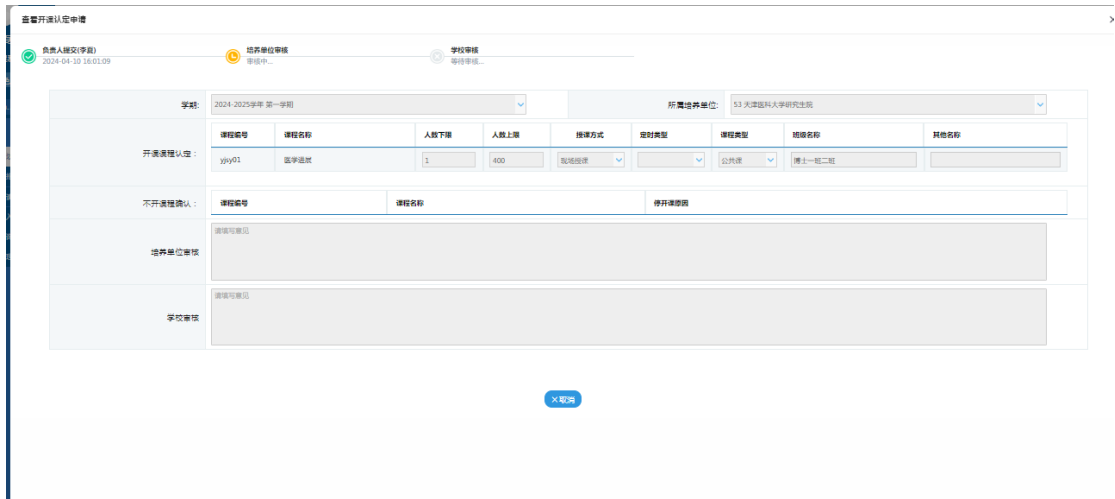 查看开课认定申请
负责人提交(李夏)
2024-04-10 16:01:09
培养单位审核
审核中...
学校审核
等待审核...
学期: 2024-2025学年 第一学期 所属培养单位: 53 天津医科大学研究生院
开课课程认定：
课程编号 课程名称 人数下限 人数上限 授课方式 定时类型 课程类型 班级名称 其他名称
yjsy01 医学进展 1 400 现场授课 公共课 博士一班二班
不开课程确认： 课程编号 课程名称 停开课原因
培养单位审核 请填写意见
学校审核 请填写意见
×取消